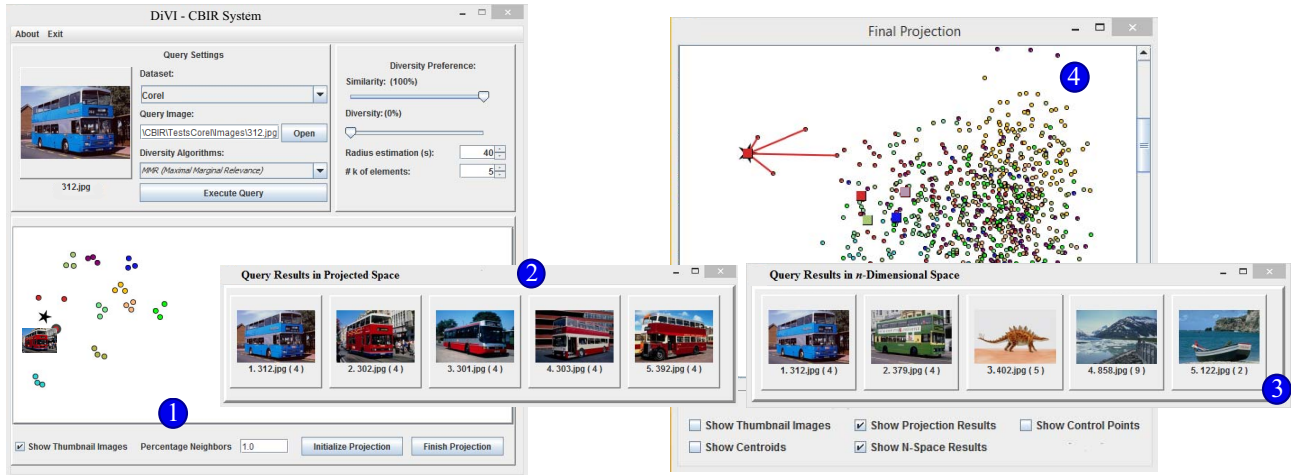 DiVI - CBIR System
About Exit
Query Settings
Dataset:
Corel
Query Image:
\CBIR\TestsCorel\Images\312.jpg
Open
Diversity Algorithms:
MMR (Maximal Marginal Relevance)
Execute Query
312.jpg
Diversity Preference:
Similarity: (100%)
Diversity: (0%)
Radius estimation (s): 40
# k of elements: 5
1
Show Thumbnail Images
Percentage Neighbors 1.0
Initialize Projection
Finish Projection
Query Results in Projected Space
2
1. 312.jpg ( 4 )
2. 302.jpg ( 4 )
3. 301.jpg ( 4 )
4. 303.jpg ( 4 )
5. 392.jpg ( 4 )
Final Projection
4
Query Results in n-Dimensional Space
1. 312.jpg ( 4 )
2. 379.jpg ( 4 )
3. 402.jpg ( 5 )
4. 858.jpg ( 9 )
5. 122.jpg ( 2 )
3
Show Thumbnail Images
Show Projection Results
Show Control Points
Show Centroids
Show N-Space Results